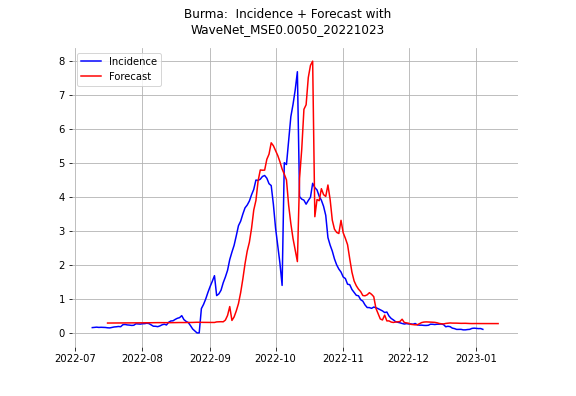 Burma:  Incidence + Forecast with
WaveNet_MSE0.0050_20221023
Incidence
Forecast
8
7
6
5
4
3
2
1
0
2022-07 2022-08 2022-09 2022-10 2022-11 2022-12 2023-01